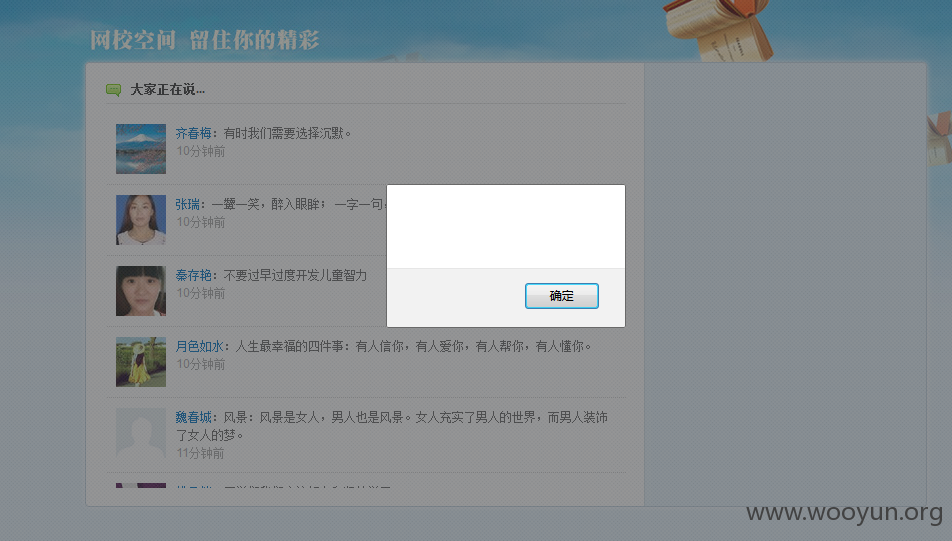 网校空间 留住你的精彩
大家正在说...
齐春梅：有时我们需要选择沉默。
10分钟前
张瑞：一颦一笑，醉入眼眸； 一字一句，
10分钟前
秦存艳：不要过早过度开发儿童智力
10分钟前
确定
月色如水：人生最幸福的四件事：有人信你，有人爱你，有人帮你，有人懂你。
10分钟前
魏春城：风景：风景是女人，男人也是风景。女人充实了男人的世界，而男人装饰
了女人的梦。
11分钟前
www.wooyun.org